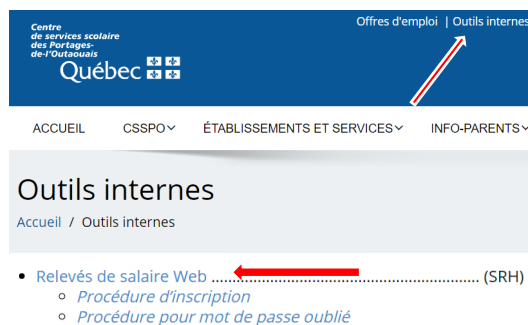 Centre
de services scolaire
des Portages-
de-l'Outaouais
Québec
Offres d'emploi | Outils internes
ACCUEIL CSSPO ÉTABLISSEMENTS ET SERVICES INFO-PARENTS
Outils internes
Accueil / Outils internes
• Relevés de salaire Web ................................................................ (SRH)
○ Procédure d'inscription
○ Procédure pour mot de passe oublié